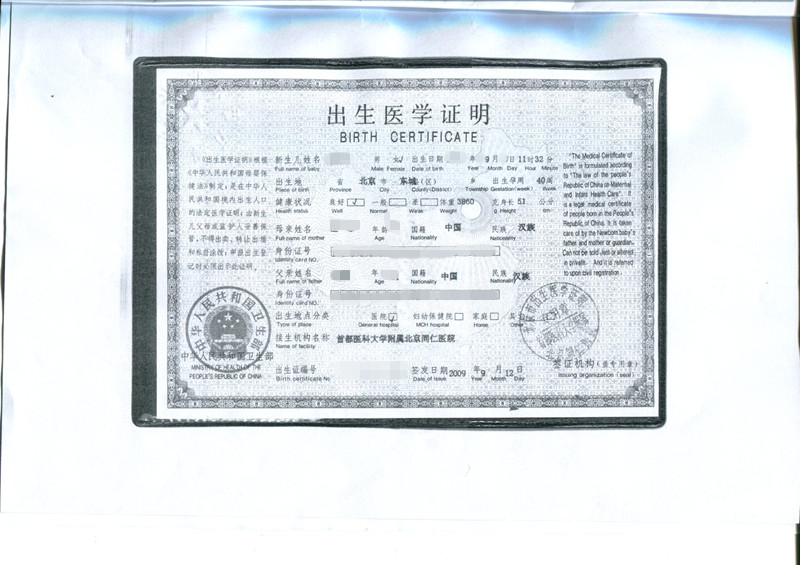 出生医学证明
BIRTH CERTIFICATE
《出生医学证明》根据
《中华人民共和国母婴保
健法》制定,是在中华人
民共和国境内出生人口
的法定医学证明;由新生
儿父母或监护人妥善保
管,不得出卖、转让出借
和私自涂改;申报出生登
记时必须出示此证明。
新生儿姓名 男 女√ 出生日期 年 9 月 日 11 时 32 分
Full name of baby Male Female Date of birth Year Month Day Hour Minute
出生地 省 北京 市 东城 (区) 乡 出生孕周 40 周
Place of birth Province City County(District) Township Gestation(week) Week
健康状况 良好 √ 一般 差 体重 3860 克 身长 51 公分
Health status Well Normal Weak Weight g Height cm
母亲姓名 年龄 国籍 中国 民族 汉族
Full name of mother Age Nationality Nationality
身份证号
Identity card NO.
父亲姓名 年龄 国籍 中国 民族 汉族
Full name of father Age Nationality Nationality
身份证号
Identity card NO.
出生地点分类 医院 √ 妇幼保健院 家庭 其他
Type of place General hospital MCH hospital Home
接生机构名称 首都医科大学附属北京同仁医院
Name of facility
出生证编号 签发日期 2009 年 9 月 12 日
Birth certificate No Date of issue Year Month Day
"The Medical Certificate of
Birth" is formulated according
to "The law of the people's
Republic of China on Maternal
and Infant Health Care". It
is a legal medical certificate
of people born in the People's
Republic of China. It is taken
care of by the Newborn baby's
father and mother or guardian.
Can not be sold, lent or altered
in private. And it is referred
to upon civil registration.
中华人民共和国卫生部
中华人民共和国卫生部
MINISTRY OF HEALTH OF THE
PEOPLE'S REPUBLIC OF CHINA
出生医学证明
签证机构(盖专用章)
Issuing organization (seal)